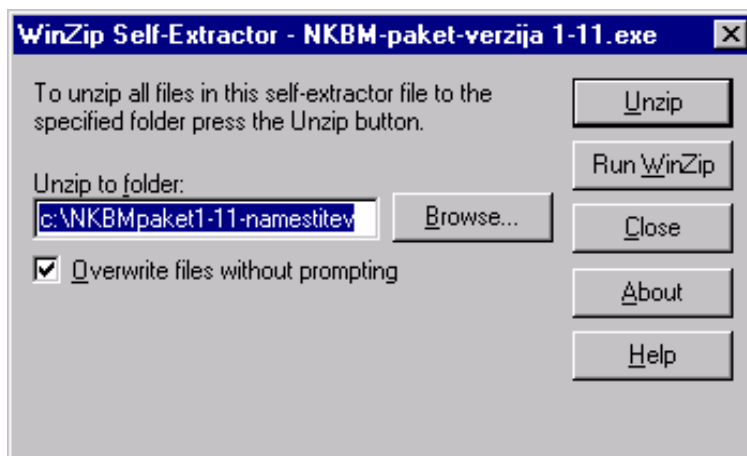 WinZip Self-Extractor - NKBM-paket-verzija 1-11.exe
To unzip all files in this self-extractor file to the
specified folder press the Unzip button.
Unzip to folder:
c:\NKBMpaket1-11-namestitev
Browse...
Overwrite files without prompting
Unzip
Run WinZip
Close
About
Help